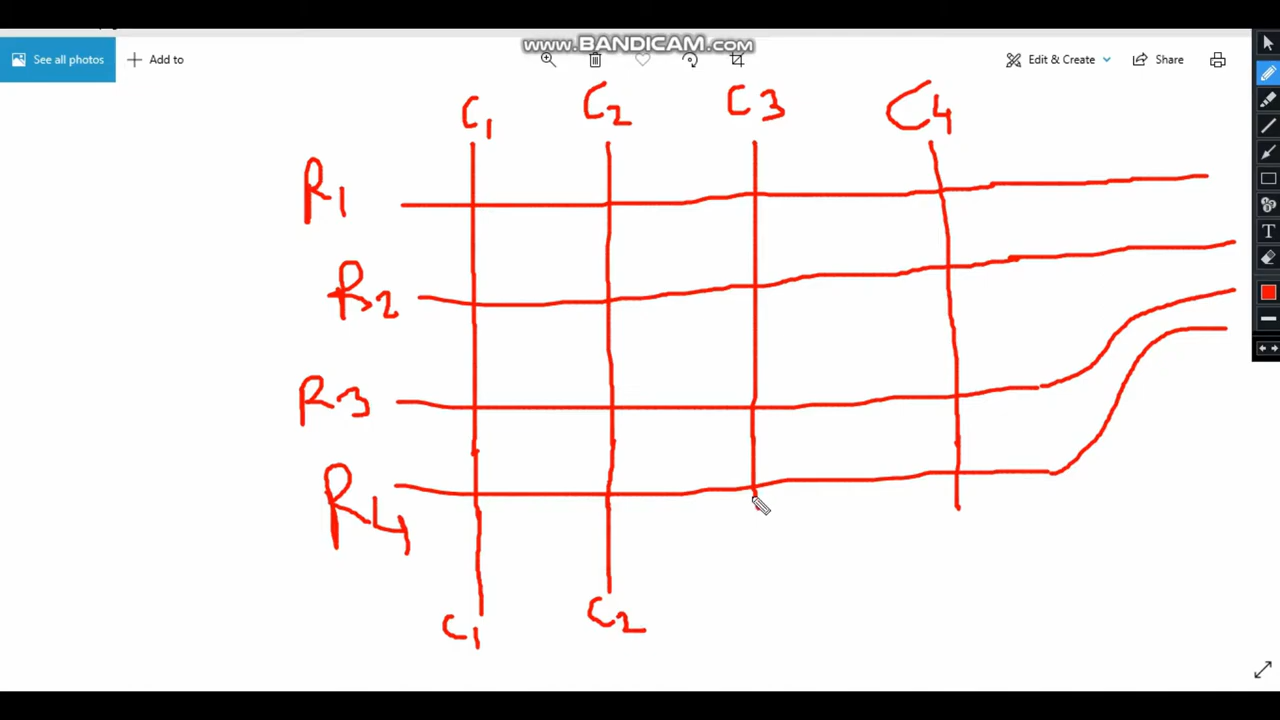 www.BANDICAM.com
See all photos
Add to
Edit & Create
Share
C1 C2 C3 C4
R1
R2
R3
R4
C1 C2
T